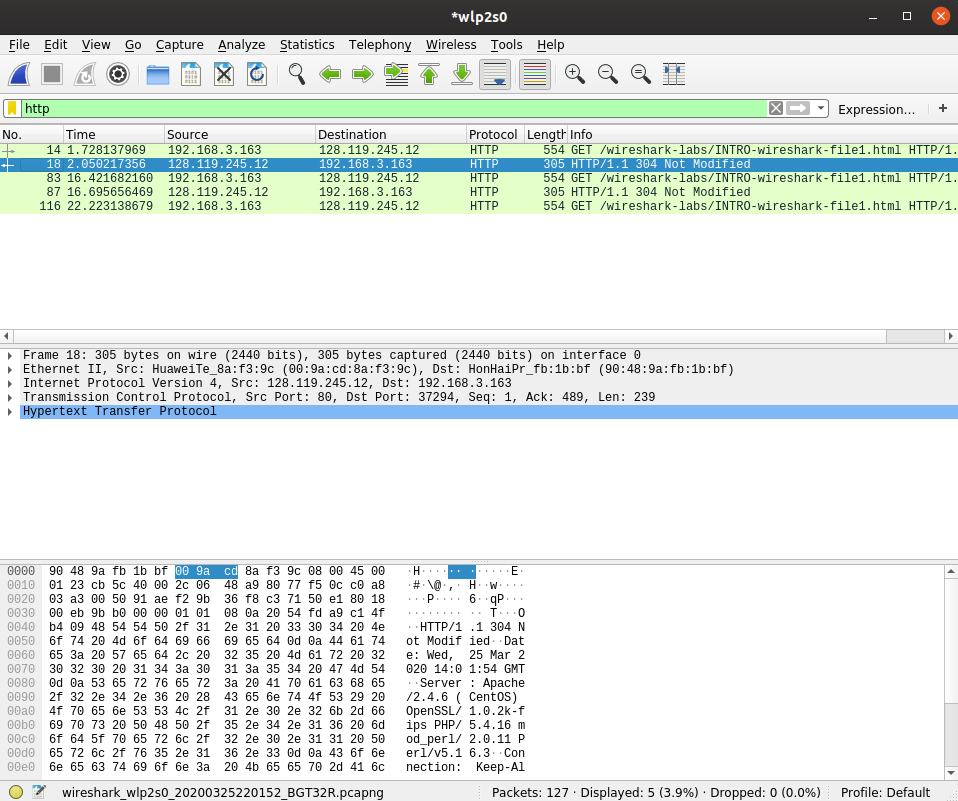 *wlp2s0
File Edit View Go Capture Analyze Statistics Telephony Wireless Tools Help
http Expression… +
No. Time Source Destination Protocol Length Info
14 1.728137969 192.168.3.163 128.119.245.12 HTTP 554 GET /wireshark-labs/INTRO-wireshark-file1.html HTTP/1.
18 2.050217356 128.119.245.12 192.168.3.163 HTTP 305 HTTP/1.1 304 Not Modified
83 16.421682160 192.168.3.163 128.119.245.12 HTTP 554 GET /wireshark-labs/INTRO-wireshark-file1.html HTTP/1.
87 16.695656469 128.119.245.12 192.168.3.163 HTTP 305 HTTP/1.1 304 Not Modified
116 22.223138679 192.168.3.163 128.119.245.12 HTTP 554 GET /wireshark-labs/INTRO-wireshark-file1.html HTTP/1.
Frame 18: 305 bytes on wire (2440 bits), 305 bytes captured (2440 bits) on interface 0
Ethernet II, Src: HuaweiTe_8a:f3:9c (00:9a:cd:8a:f3:9c), Dst: HonHaiPr_fb:1b:bf (90:48:9a:fb:1b:bf)
Internet Protocol Version 4, Src: 128.119.245.12, Dst: 192.168.3.163
Transmission Control Protocol, Src Port: 80, Dst Port: 37294, Seq: 1, Ack: 489, Len: 239
Hypertext Transfer Protocol
0000 90 48 9a fb 1b bf 00 9a cd 8a f3 9c 08 00 45 00 ·H···· ········E·
0010 01 23 cb 5c 40 00 2c 06 48 a9 80 77 f5 0c c0 a8 ·#·\@·,· H··w····
0020 03 a3 00 50 91 ae f2 9b 36 f8 c3 71 50 e1 80 18 ···P···· 6··qP···
0030 00 eb 9b b0 00 00 01 01 08 0a 20 54 fd a9 c1 4f ········ ·· T···O
0040 b4 09 48 54 54 50 2f 31 2e 31 20 33 30 34 20 4e ··HTTP/1 .1 304 N
0050 6f 74 20 4d 6f 64 69 66 69 65 64 0d 0a 44 61 74 ot Modif ied··Dat
0060 65 3a 20 57 65 64 2c 20 32 35 20 4d 61 72 20 32 e: Wed, 25 Mar 2
0070 30 32 30 20 31 34 3a 30 31 3a 35 34 20 47 4d 54 020 14:0 1:54 GMT
0080 0d 0a 53 65 72 76 65 72 3a 20 41 70 61 63 68 65 ··Server : Apache
0090 2f 32 2e 34 2e 36 20 28 43 65 6e 74 4f 53 29 20 /2.4.6 ( CentOS)
00a0 4f 70 65 6e 53 53 4c 2f 31 2e 30 2e 32 6b 2d 66 OpenSSL/ 1.0.2k-f
00b0 69 70 73 20 50 48 50 2f 35 2e 34 2e 31 36 20 6d ips PHP/ 5.4.16 m
00c0 6f 64 5f 70 65 72 6c 2f 32 2e 30 2e 31 31 20 50 od_perl/ 2.0.11 P
00d0 65 72 6c 2f 76 35 2e 31 36 2e 33 0d 0a 43 6f 6e erl/v5.1 6.3··Con
00e0 6e 65 63 74 69 6f 6e 3a 20 4b 65 65 70 2d 41 6c nection: Keep-Al
wireshark_wlp2s0_20200325220152_BGT32R.pcapng Packets: 127 · Displayed: 5 (3.9%) · Dropped: 0 (0.0%) Profile: Default